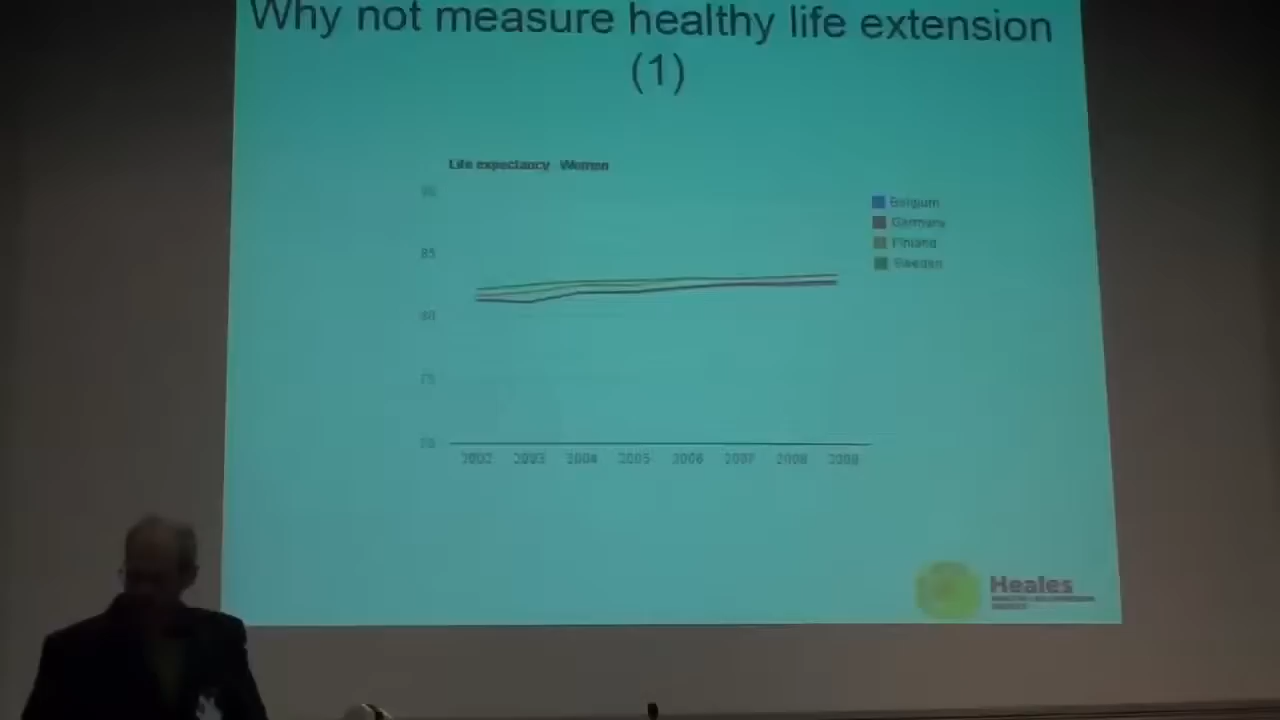 Why not measure healthy life extension
(1)
Life expectancy Women
90
85
80
75
Belgium
Germany
Finland
Sweden
2002 2003 2004 2005 2006 2007 2008 2009
Heales